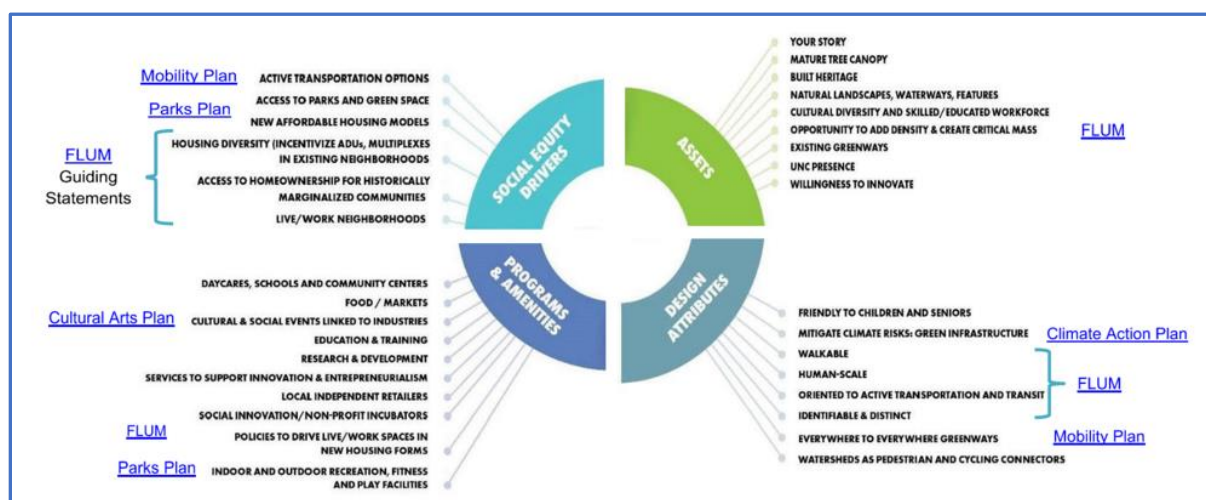 Mobility Plan
ACTIVE TRANSPORTATION OPTIONS
Parks Plan
ACCESS TO PARKS AND GREEN SPACE
NEW AFFORDABLE HOUSING MODELS
FLUM
Guiding
Statements
HOUSING DIVERSITY (INCENTIVIZE ADUs, MULTIPLEXES
IN EXISTING NEIGHBORHOODS
ACCESS TO HOMEOWNERSHIP FOR HISTORICALLY
MARGINALIZED COMMUNITIES
LIVE/WORK NEIGHBORHOODS
SOCIAL EQUITY
DRIVERS
ASSETS
YOUR STORY
MATURE TREE CANOPY
BUILT HERITAGE
NATURAL LANDSCAPES, WATERWAYS, FEATURES
CULTURAL DIVERSITY AND SKILLED/EDUCATED WORKFORCE
OPPORTUNITY TO ADD DENSITY & CREATE CRITICAL MASS
EXISTING GREENWAYS
UNC PRESENCE
WILLINGNESS TO INNOVATE
FLUM
DAYCARES, SCHOOLS AND COMMUNITY CENTERS
FOOD / MARKETS
Cultural Arts Plan
CULTURAL & SOCIAL EVENTS LINKED TO INDUSTRIES
EDUCATION & TRAINING
RESEARCH & DEVELOPMENT
SERVICES TO SUPPORT INNOVATION & ENTREPRENEURIALISM
LOCAL INDEPENDENT RETAILERS
SOCIAL INNOVATION/NON-PROFIT INCUBATORS
FLUM
POLICIES TO DRIVE LIVE/WORK SPACES IN
NEW HOUSING FORMS
Parks Plan
INDOOR AND OUTDOOR RECREATION, FITNESS
AND PLAY FACILITIES
PROGRAMS
& AMENITIES
DESIGN
ATTRIBUTES
FRIENDLY TO CHILDREN AND SENIORS
MITIGATE CLIMATE RISKS: GREEN INFRASTRUCTURE
Climate Action Plan
WALKABLE
HUMAN-SCALE
ORIENTED TO ACTIVE TRANSPORTATION AND TRANSIT
IDENTIFIABLE & DISTINCT
FLUM
EVERYWHERE TO EVERYWHERE GREENWAYS
Mobility Plan
WATERSHEDS AS PEDESTRIAN AND CYCLING CONNECTORS